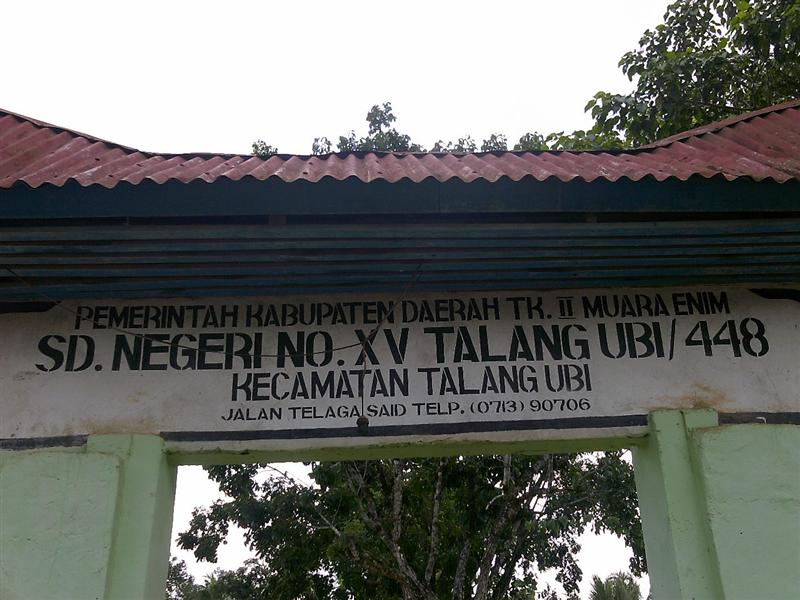 PEMERINTAH KABUPATEN DAERAH TK. II MUARA ENIM
SD. NEGERI NO. XV TALANG UBI / 448
KECAMATAN TALANG UBI
JALAN TELAGA SAID TELP. (0713) 90706